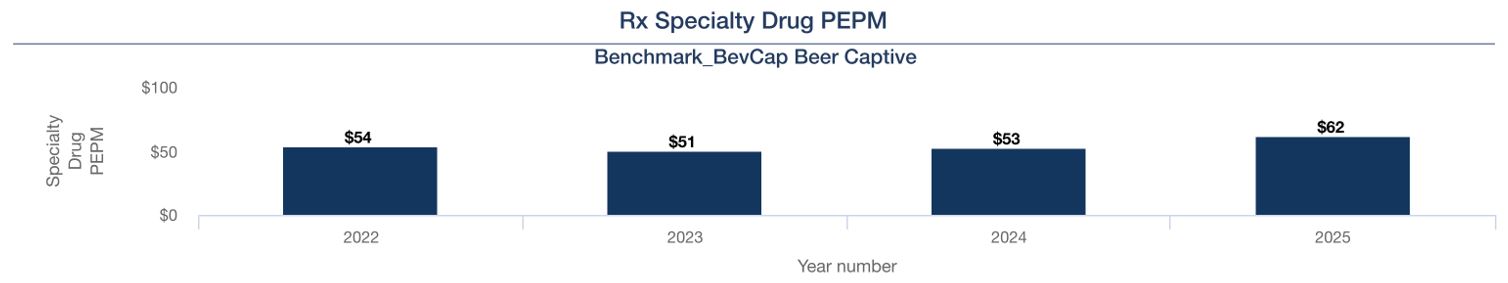 Rx Specialty Drug PEPM
Benchmark_BevCap Beer Captive
Specialty
Drug
PEPM
$100
$50
$0
$54
$51
$53
$62
2022
2023
2024
2025
Year number